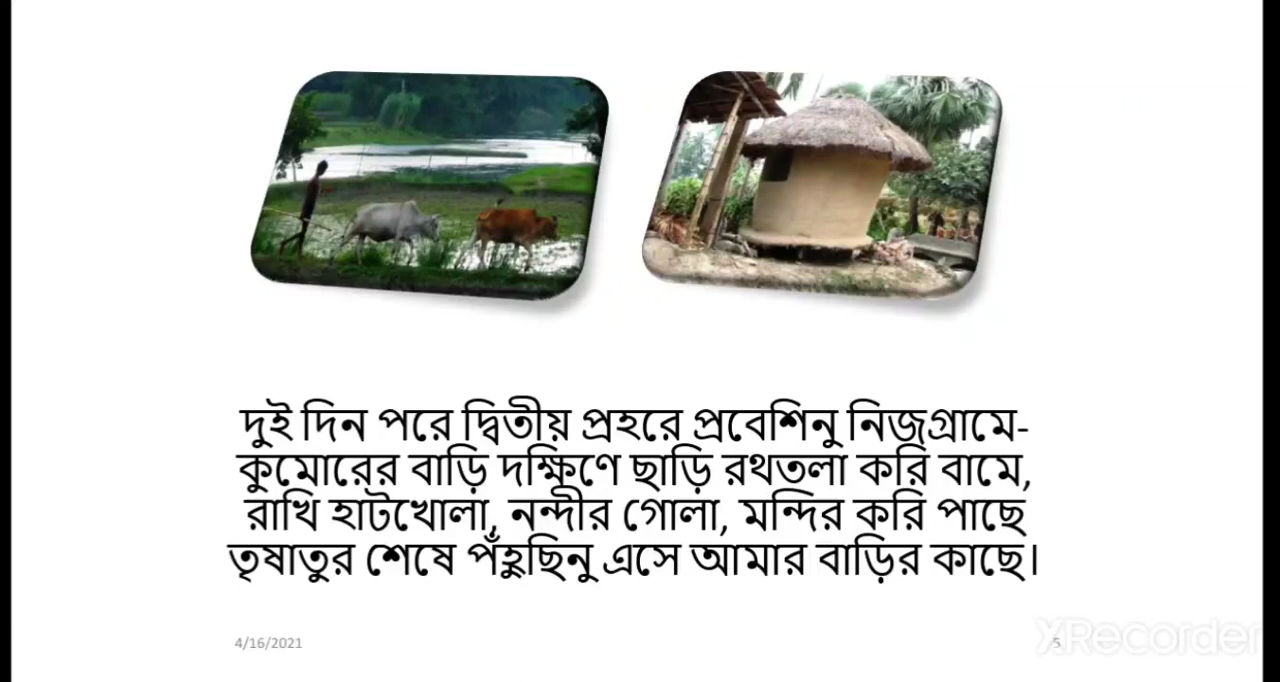 দুই দিন পরে দ্বিতীয় প্রহরে প্রবেশিনু নিজগ্রামে-
কুমোরের বাড়ি দক্ষিণে ছাড়ি রথতলা করি বামে,
রাখি হাটখোলা, নন্দীর গোলা, মন্দির করি পাছে
তৃষাতুর শেষে পঁহুছিনু এসে আমার বাড়ির কাছে।
4/16/2021
5
XRecorder